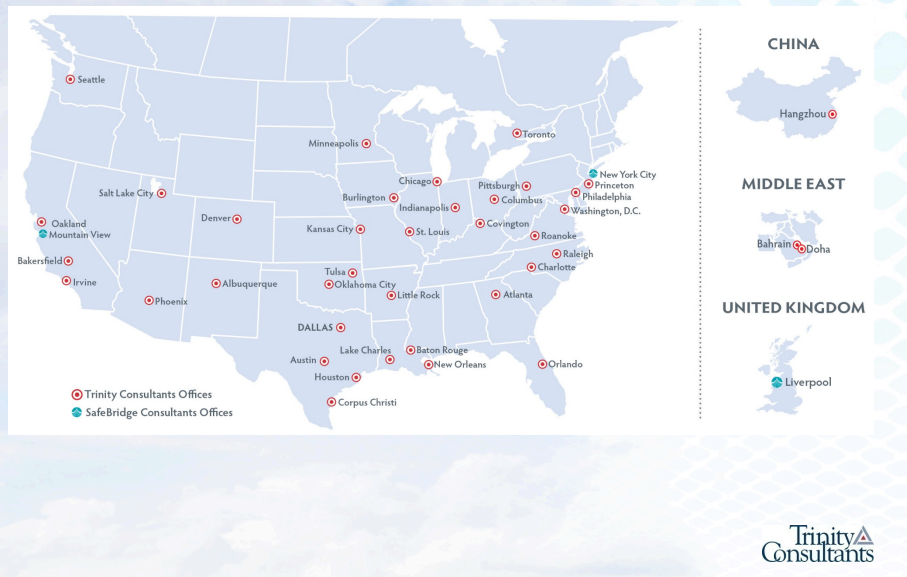 Seattle
Minneapolis
Toronto
Salt Lake City
Chicago
Burlington
Indianapolis
Pittsburgh
Columbus
New York City
Princeton
Philadelphia
Washington, D.C.
Oakland
Mountain View
Denver
Kansas City
St. Louis
Covington
Roanoke
Raleigh
Charlotte
Bakersfield
Irvine
Phoenix
Albuquerque
Tulsa
Oklahoma City
Little Rock
Atlanta
DALLAS
Austin
Lake Charles
Baton Rouge
New Orleans
Houston
Corpus Christi
Orlando
Trinity Consultants Offices
SafeBridge Consultants Offices
CHINA
Hangzhou
MIDDLE EAST
Bahrain
Doha
UNITED KINGDOM
Liverpool
Trinity
Consultants